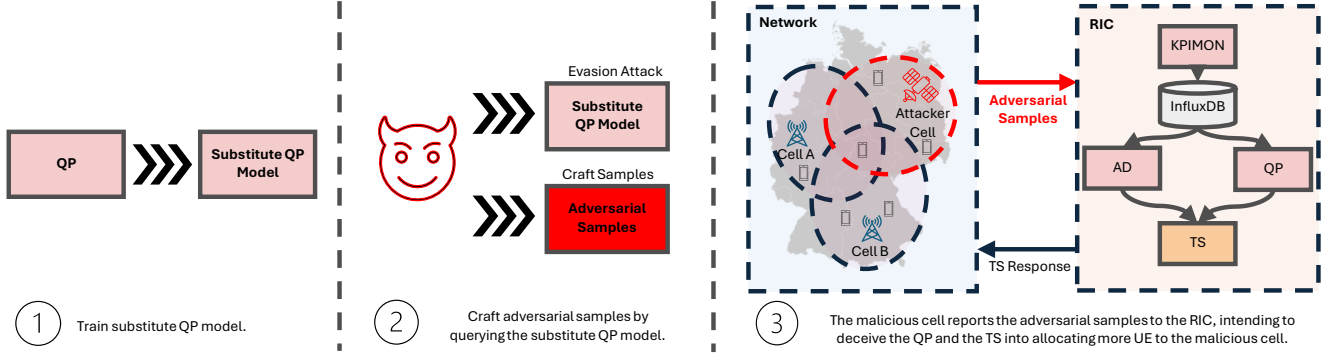 QP
Substitute QP
Model
1
Train substitute QP model.
Evasion Attack
Substitute
QP Model
Craft Samples
Adversarial
Samples
2
Craft adversarial samples by
querying the substitute QP model.
Network
Attacker
Cell
Cell A
Cell B
Adversarial
Samples
TS Response
RIC
KPIMON
InfluxDB
AD
QP
TS
3
The malicious cell reports the adversarial samples to the RIC, intending to
deceive the QP and the TS into allocating more UE to the malicious cell.